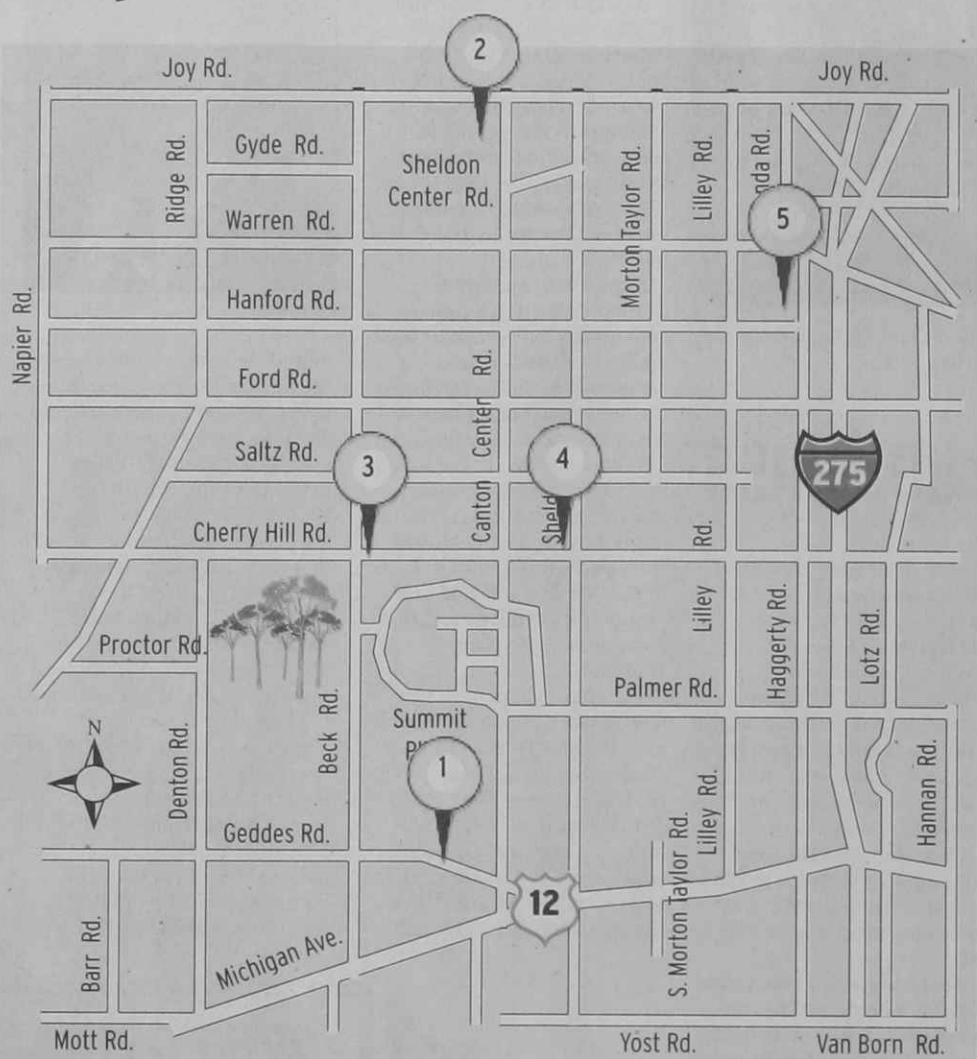 2
Joy Rd.
Joy Rd.
Gyde Rd.
Sheldon
Center Rd.
Ridge Rd.
Warren Rd.
Morton Taylor Rd.
Lilley Rd.
Rd.
5
Hanford Rd.
Napier Rd.
Ford Rd.
Canton Center Rd.
Saltz Rd.
3
4
275
Cherry Hill Rd.
Lilley Rd.
Haggerty Rd.
Lotz Rd.
Proctor Rd.
Palmer Rd.
Beck Rd.
Summit
N
1
Denton Rd.
Geddes Rd.
Lilley Rd.
Hannan Rd.
12
S. Morton Taylor Rd.
Barr Rd.
Michigan Ave.
Mott Rd.
Yost Rd.
Van Born Rd.